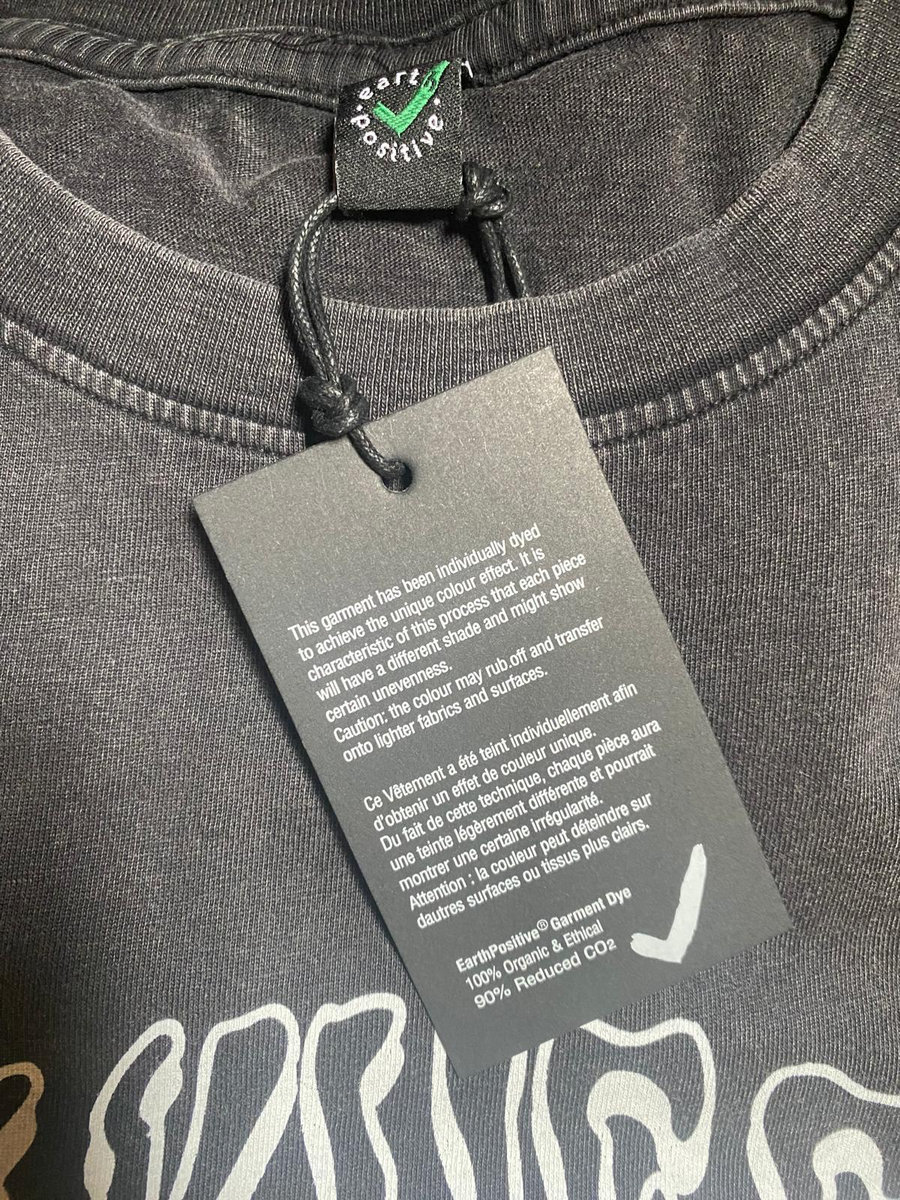 earth
positive
This garment has been individually dyed
to achieve the unique colour effect. It is
characteristic of this process that each piece
will have a different shade and might show
certain unevenness.
Caution: the colour may rub off and transfer
onto lighter fabrics and surfaces.
Ce Vêtement a été teint individuellement afin
d'obtenir un effet de couleur unique.
Du fait de cette technique, chaque pièce aura
une teinte légèrement différente et pourrait
montrer une certaine irrégularité.
Attention : la couleur peut déteindre sur
dautres surfaces ou tissus plus clairs.
EarthPositive® Garment Dye
100% Organic & Ethical
90% Reduced CO2